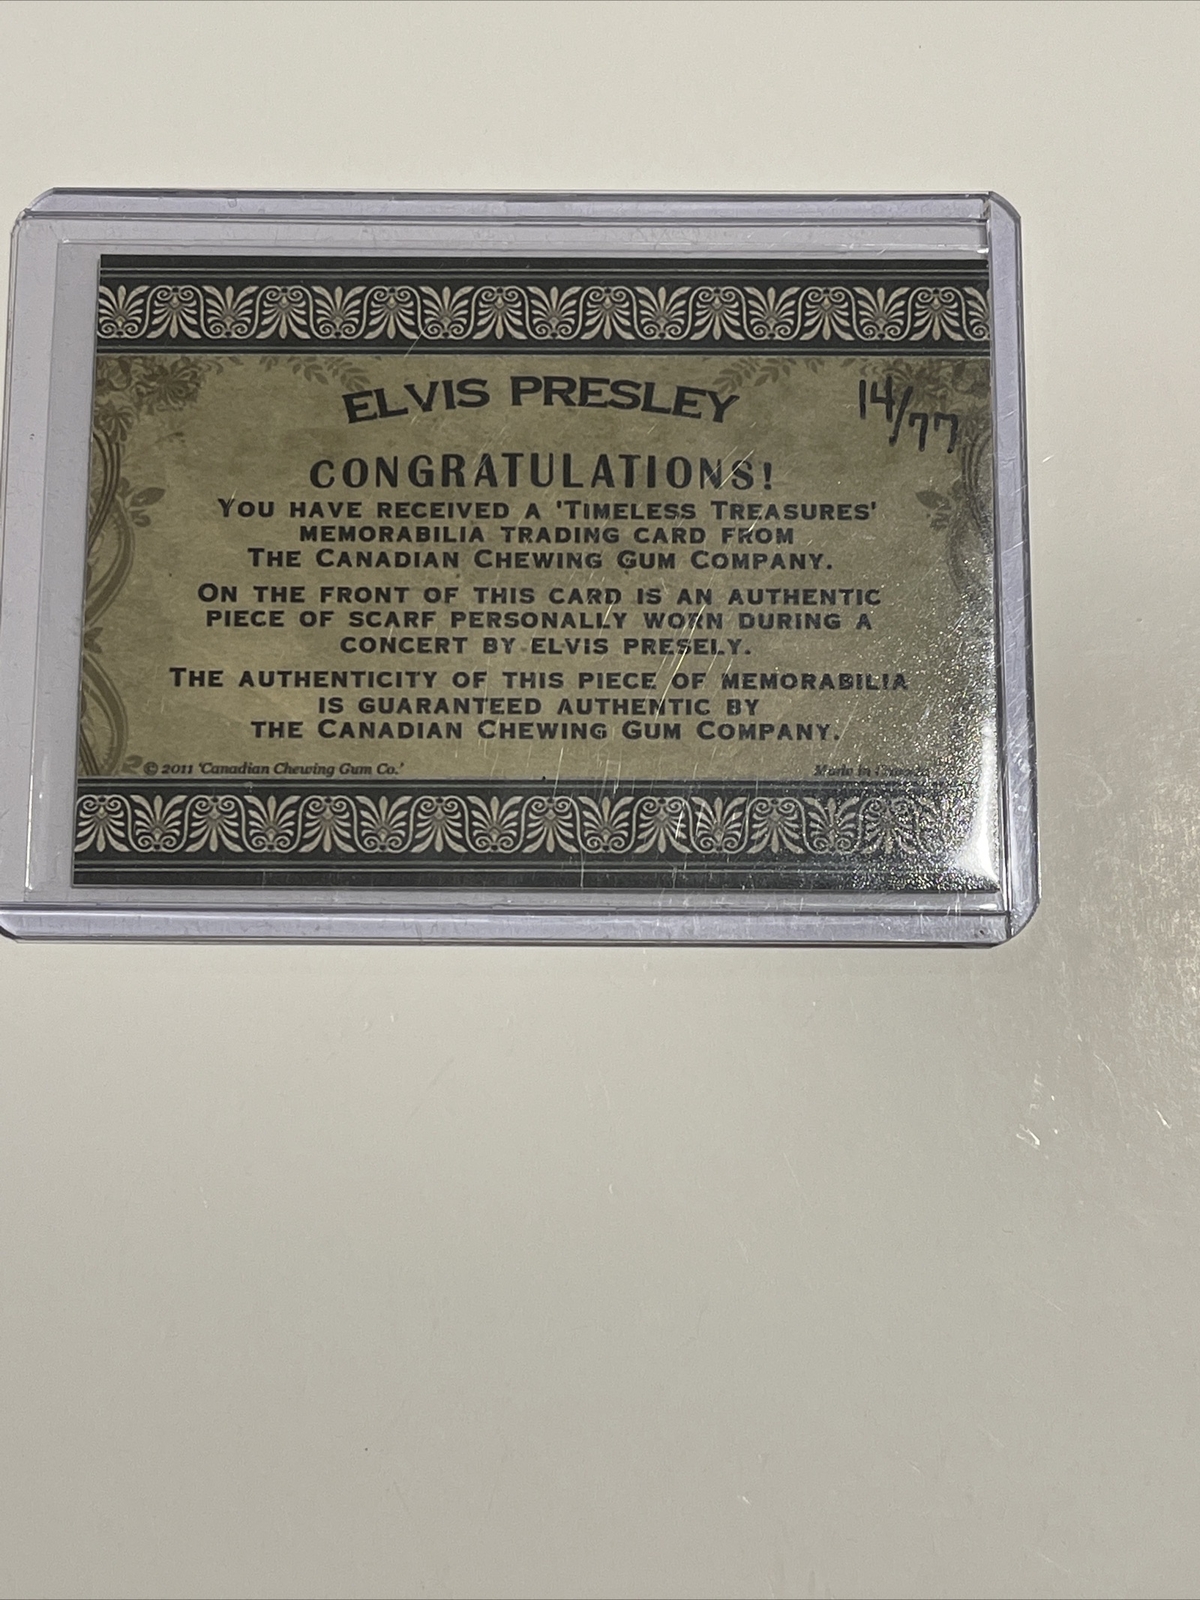 ELVIS PRESLEY
14/77
CONGRATULATIONS!
YOU HAVE RECEIVED A 'TIMELESS TREASURES'
MEMORABILIA TRADING CARD FROM
THE CANADIAN CHEWING GUM COMPANY.
ON THE FRONT OF THIS CARD IS AN AUTHENTIC
PIECE OF SCARF PERSONALLY WORN DURING A
CONCERT BY ELVIS PRESELY.
THE AUTHENTICITY OF THIS PIECE OF MEMORABILIA
IS GUARANTEED AUTHENTIC BY
THE CANADIAN CHEWING GUM COMPANY.
© 2011 'Canadian Chewing Gum Co.'
Made in Canada